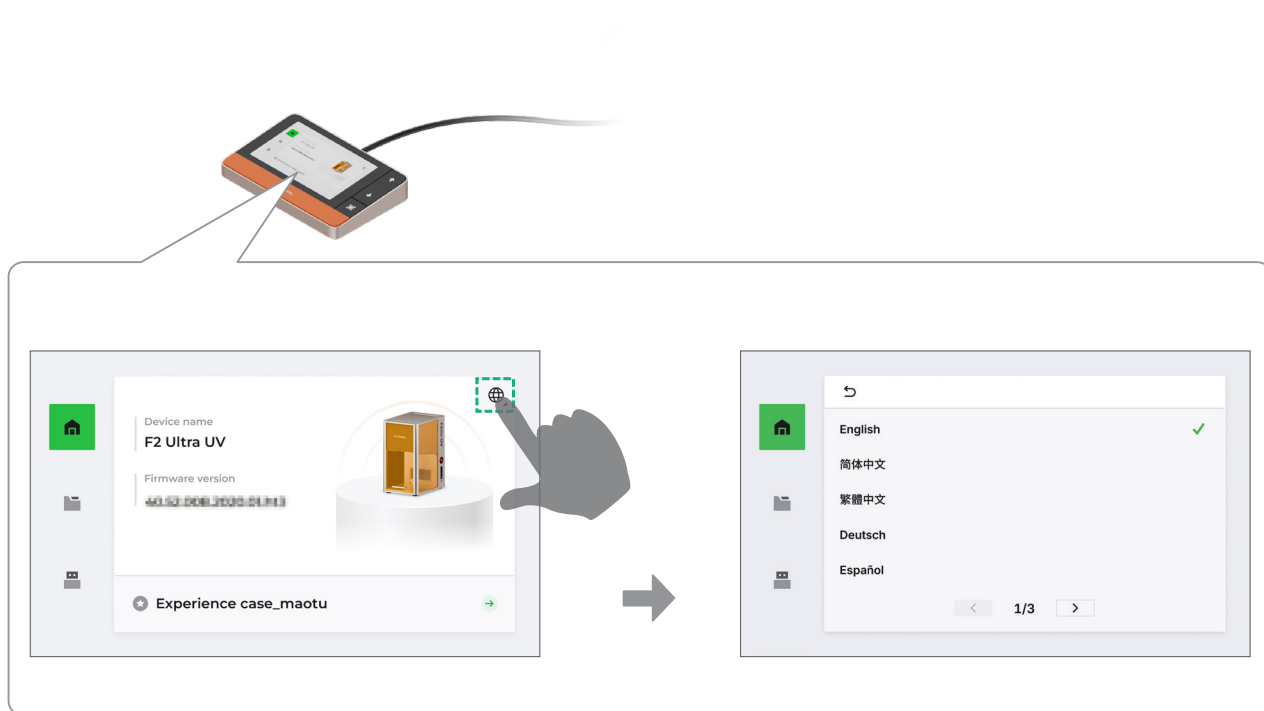 Device name
F2 Ultra UV
Firmware version
Experience case_maotu
English
简体中文
繁體中文
Deutsch
Español
1/3